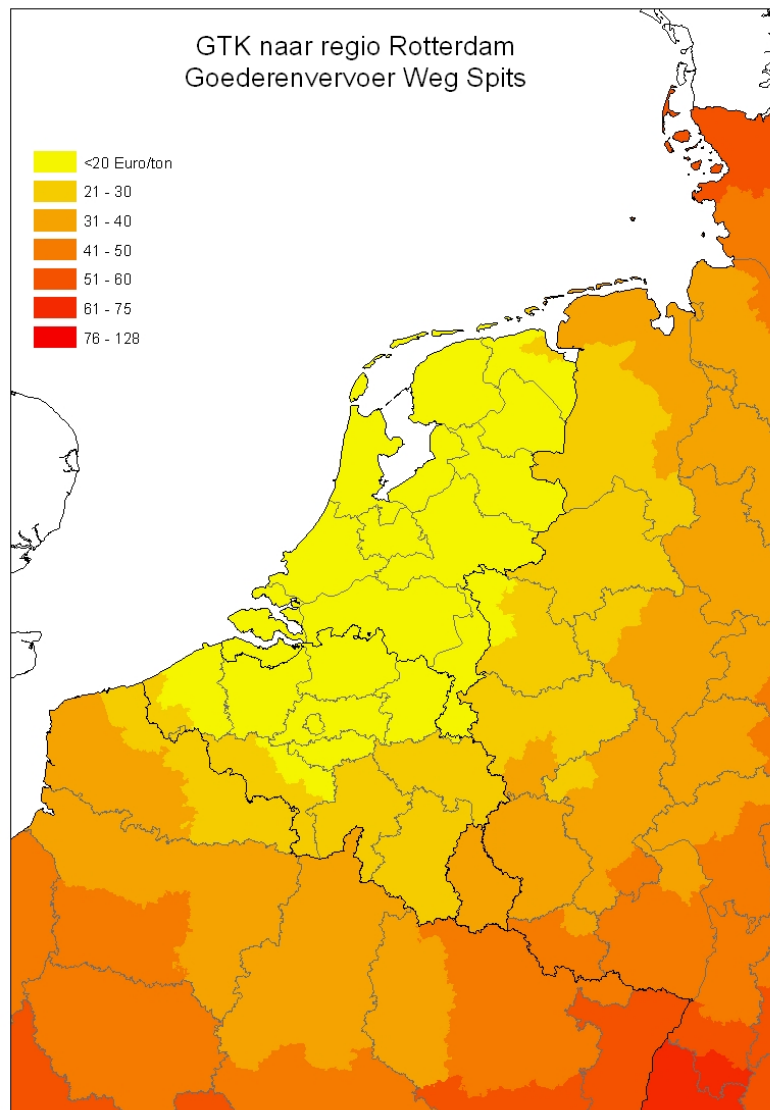 GTK naar regio Rotterdam
Goederenvervoer Weg Spits
<20 Euro/ton
21 - 30
31 - 40
41 - 50
51 - 60
61 - 75
76 - 128